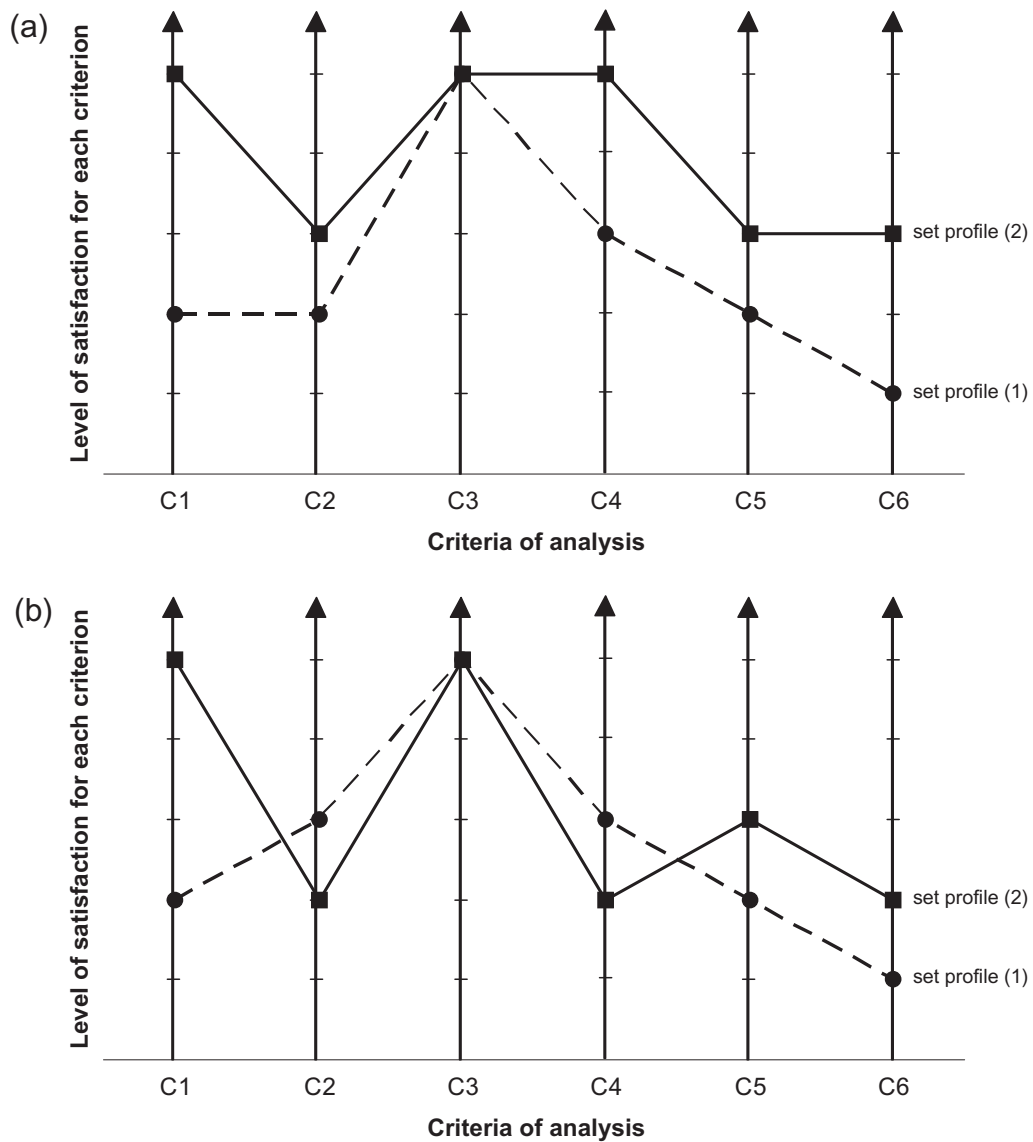 (a)
Level of satisfaction for each criterion
set profile (2)
set profile (1)
C1 C2 C3 C4 C5 C6
Criteria of analysis
(b)
Level of satisfaction for each criterion
set profile (2)
set profile (1)
C1 C2 C3 C4 C5 C6
Criteria of analysis